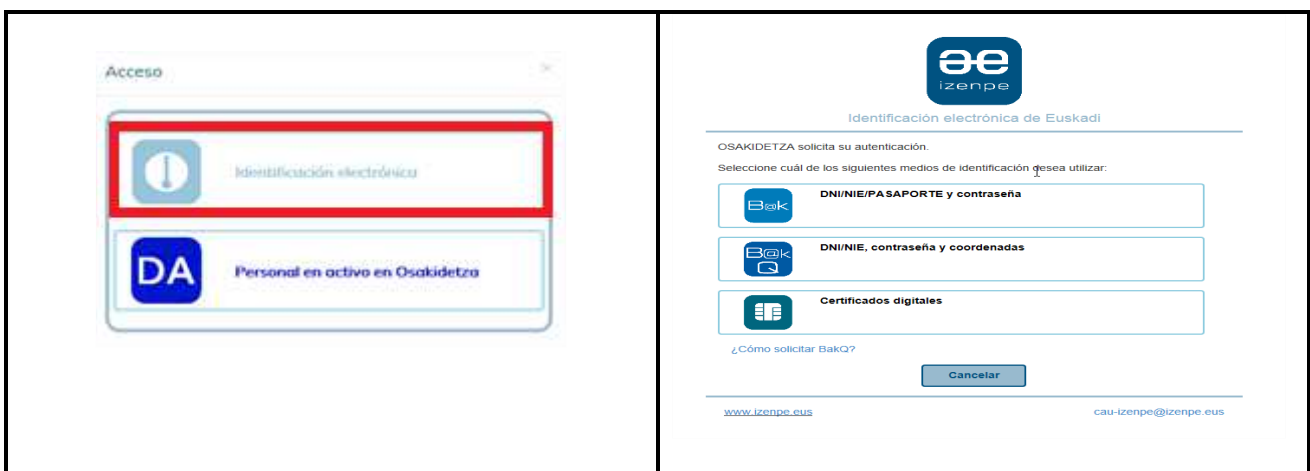 Acceso
Identificación electrónica
DA
Personal en activo en Osakidetza
izenpe
Identificación electrónica de Euskadi
OSAKIDETZA solicita su autenticación.
Seleccione cuál de los siguientes medios de identificación desea utilizar:
B@k
DNI/NIE/PASAPORTE y contraseña
B@k
Q
DNI/NIE, contraseña y coordenadas
Certificados digitales
¿Cómo solicitar BakQ?
Cancelar
www.izenpe.eus
cau-izenpe@izenpe.eus